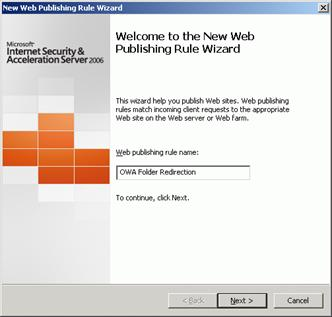 New Web Publishing Rule Wizard
Microsoft
Internet Security &
Acceleration Server 2006
Welcome to the New Web
Publishing Rule Wizard
This wizard help you publish Web sites. Web publishing
rules match incoming client requests to the appropriate
Web site on the Web server or Web farm.
Web publishing rule name:
OWA Folder Redirection
To continue, click Next.
< Back
Next >
Cancel